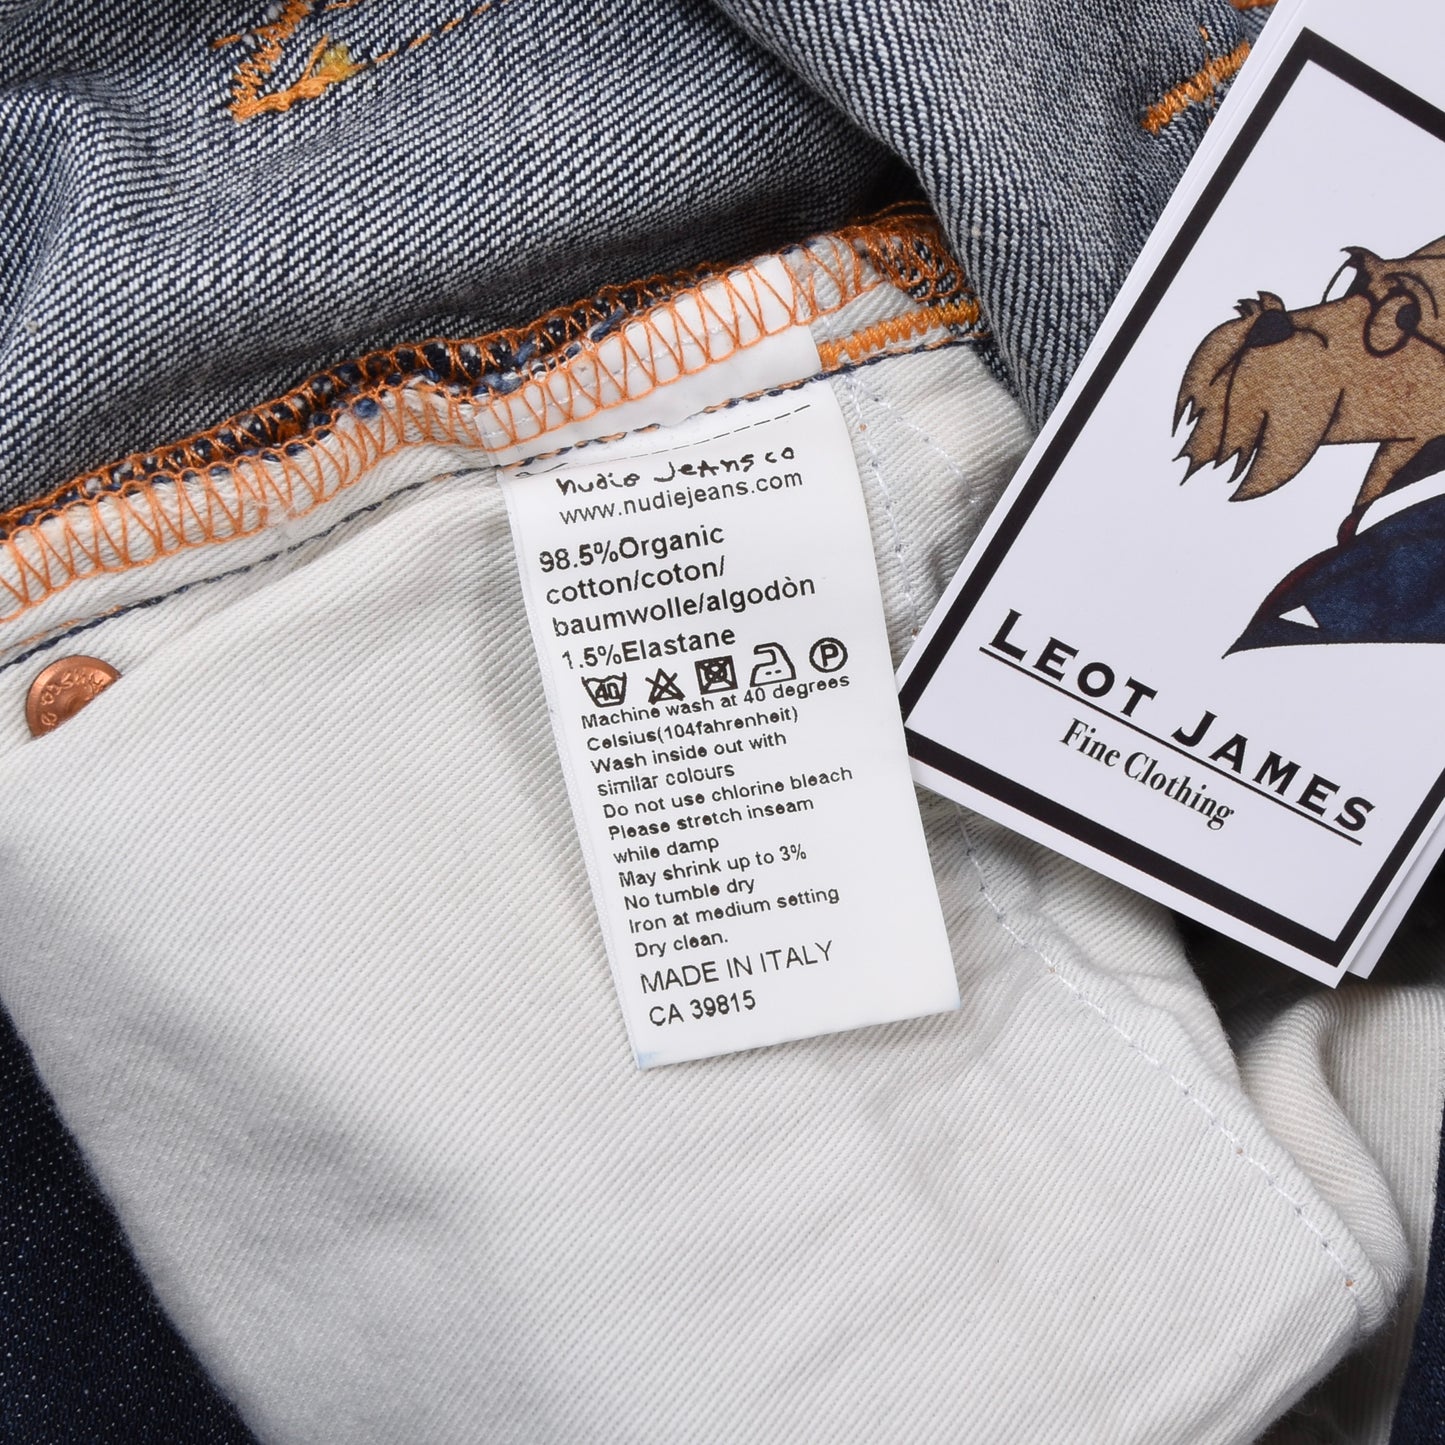 nudie jeans co
www.nudiejeans.com
98.5%Organic
cotton/coton/
baumwolle/algodòn
1.5%Elastane
40 P
Machine wash at 40 degrees
Celsius(104fahrenheit)
Wash inside out with
similar colours
Do not use chlorine bleach
Please stretch inseam
while damp
May shrink up to 3%
No tumble dry
Iron at medium setting
Dry clean.
MADE IN ITALY
CA 39815
LEOT JAMES
Fine Clothing